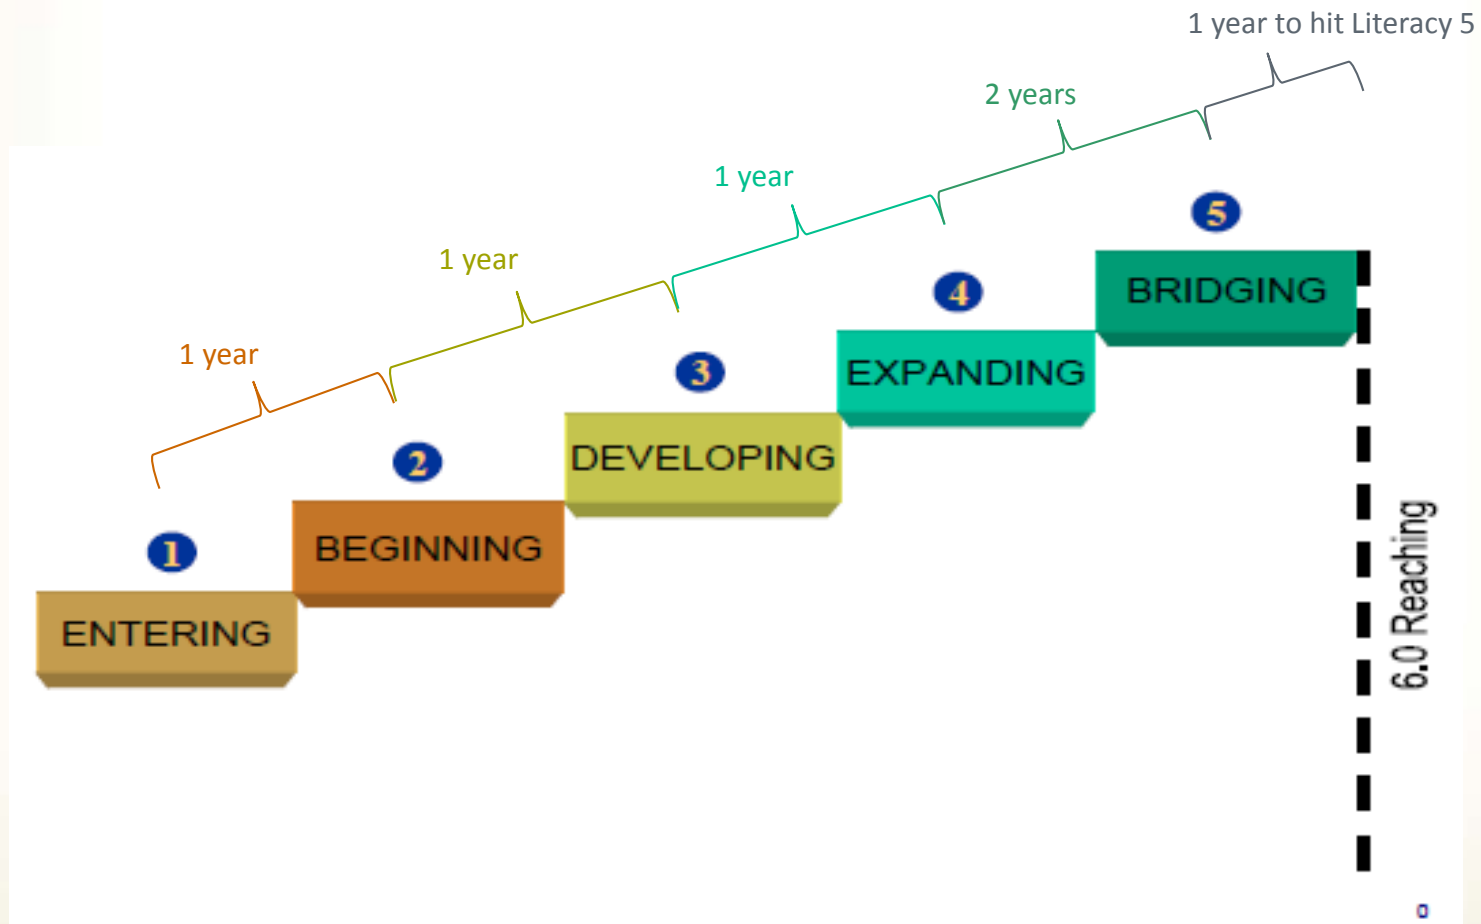 1 year to hit Literacy 5
2 years
1 year
1 year
1 year
5
BRIDGING
4
EXPANDING
3
DEVELOPING
2
BEGINNING
1
ENTERING
6.0 Reaching